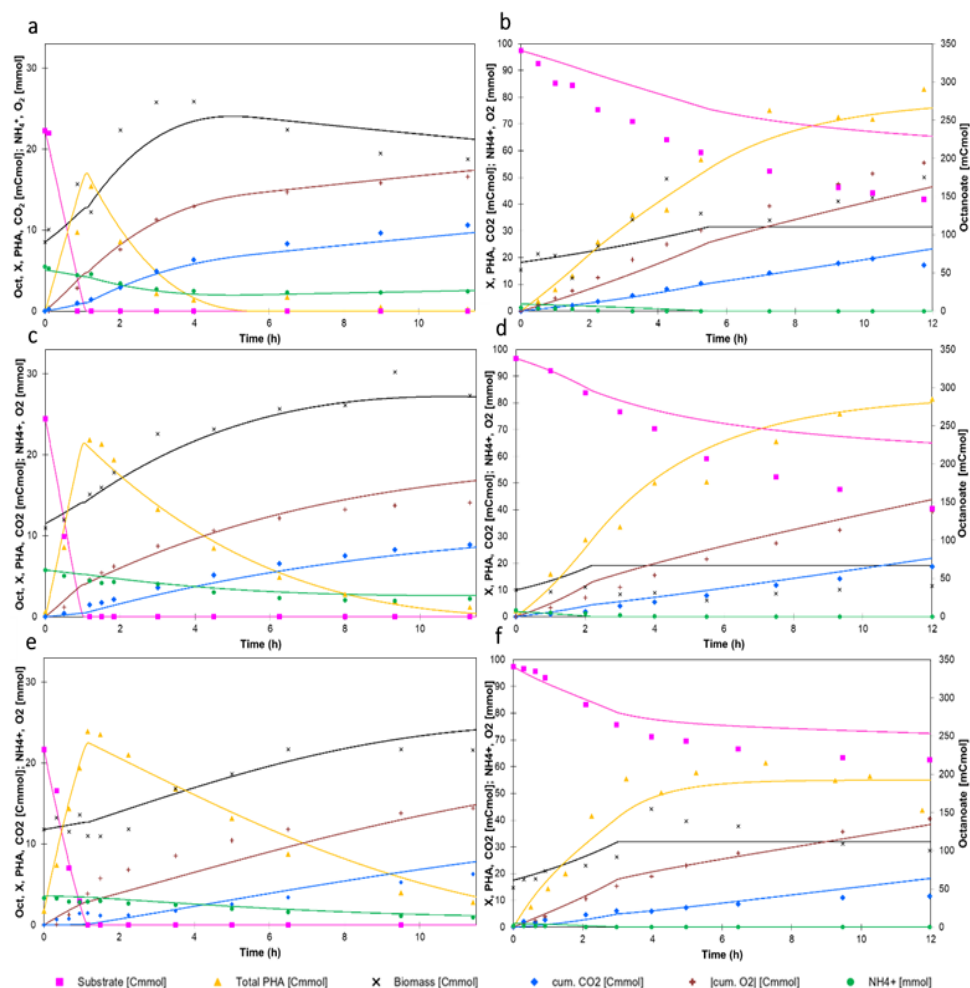 a
b
Oct, X, PHA, CO2 [mCmol]; NH4+, O2 [mmol]
30
20
10
0
0 2 4 6 8 10
Time (h)
X, PHA, CO2 [mCmol]; NH4+, O2 [mmol]
100
90
80
70
60
50
40
30
20
10
0
0 2 4 6 8 10 12
Time (h)
350
300
250
200
150
100
50
0
Octanoate [mCmol]
c
d
Oct, X, PHA, CO2 [mCmol]; NH4+, O2 [mmol]
30
20
10
0
0 2 4 6 8 10
Time (h)
X, PHA, CO2 [mCmol]; NH4+, O2 [mmol]
100
90
80
70
60
50
40
30
20
10
0
0 2 4 6 8 10 12
Time (h)
350
300
250
200
150
100
50
0
Octanoate [mCmol]
e
f
Oct, X, PHA, CO2 [Cmmol]; NH4+, O2 [mmol]
30
20
10
0
0 2 4 6 8 10
Time (h)
X, PHA, CO2 [mCmol]; NH4+, O2 [mmol]
100
90
80
70
60
50
40
30
20
10
0
0 2 4 6 8 10 12
Time (h)
350
300
250
200
150
100
50
0
Octanoate [mCmol]
Substrate [Cmmol] Total PHA [Cmmol] Biomass [Cmmol] cum. CO2 [Cmmol] |cum. O2| [Cmmol] NH4+ [mmol]